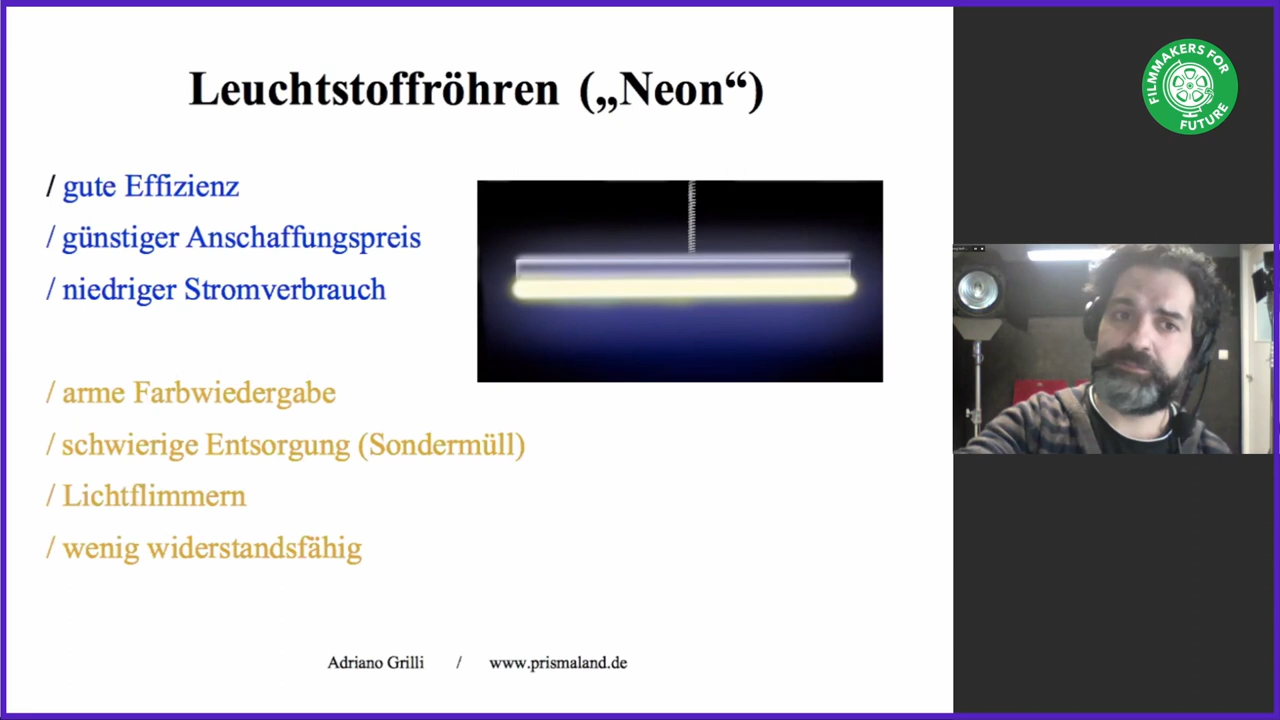 Leuchtstoffröhren („Neon“)
/ gute Effizienz
/ günstiger Anschaffungspreis
/ niedriger Stromverbrauch
/ arme Farbwiedergabe
/ schwierige Entsorgung (Sondermüll)
/ Lichtflimmern
/ wenig widerstandsfähig
Adriano Grilli / www.prismaland.de
FILMMAKERS FOR
FUTURE